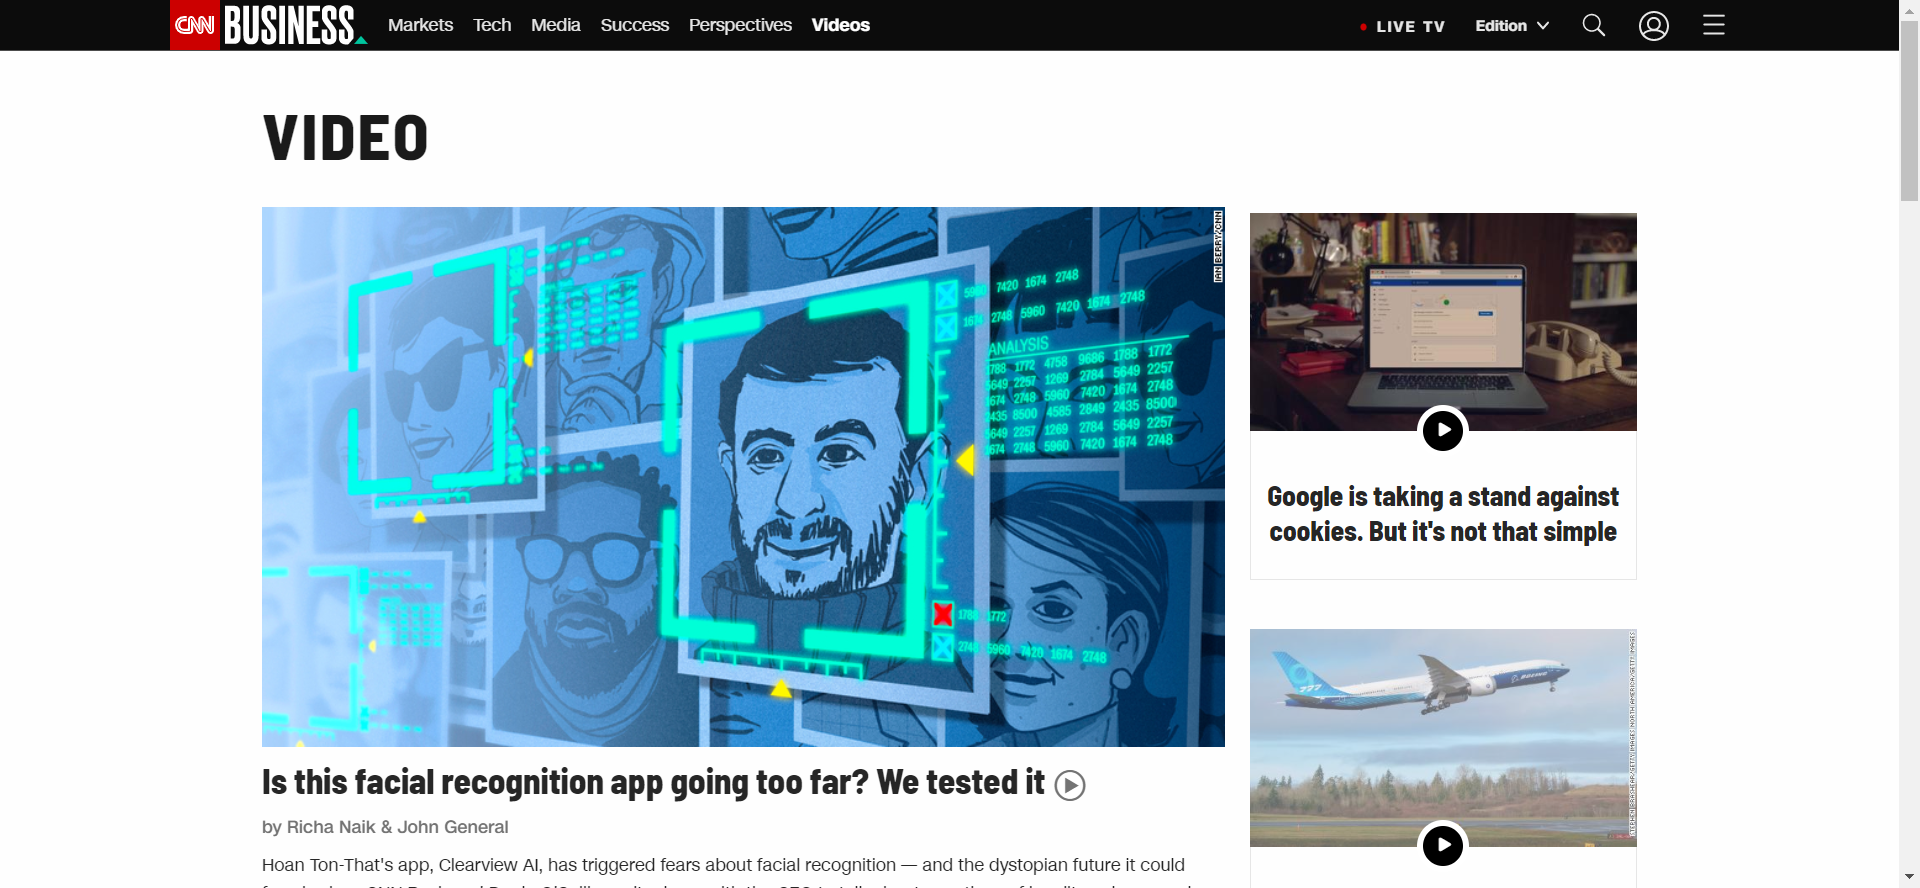 CNN BUSINESS
Markets Tech Media Success Perspectives Videos
LIVE TV Edition
VIDEO
IAN BERRY/CNN
5960 7420 1674 2748
1674 2748 5960 7420 1674 2748
ANALYSIS
1788 1772 4758 9686 1788 1772
5649 2257 1269 2784 5649 2257
1674 2748 5960 7420 1674 2748
2435 8500 4585 2849 2435 8500
5649 2257 1269 2784 5649 2257
1674 2748 5960 7420 1674 2748
1788 1772
2748 5960 7420 1674 2748
Is this facial recognition app going too far? We tested it
by Richa Naik & John General
Hoan Ton-That's app, Clearview AI, has triggered fears about facial recognition — and the dystopian future it could
Google is taking a stand against
cookies. But it's not that simple
777
BOEING